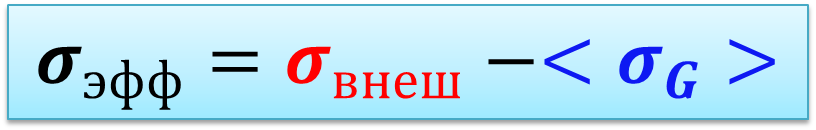 σэфф = σвнеш −< σG >